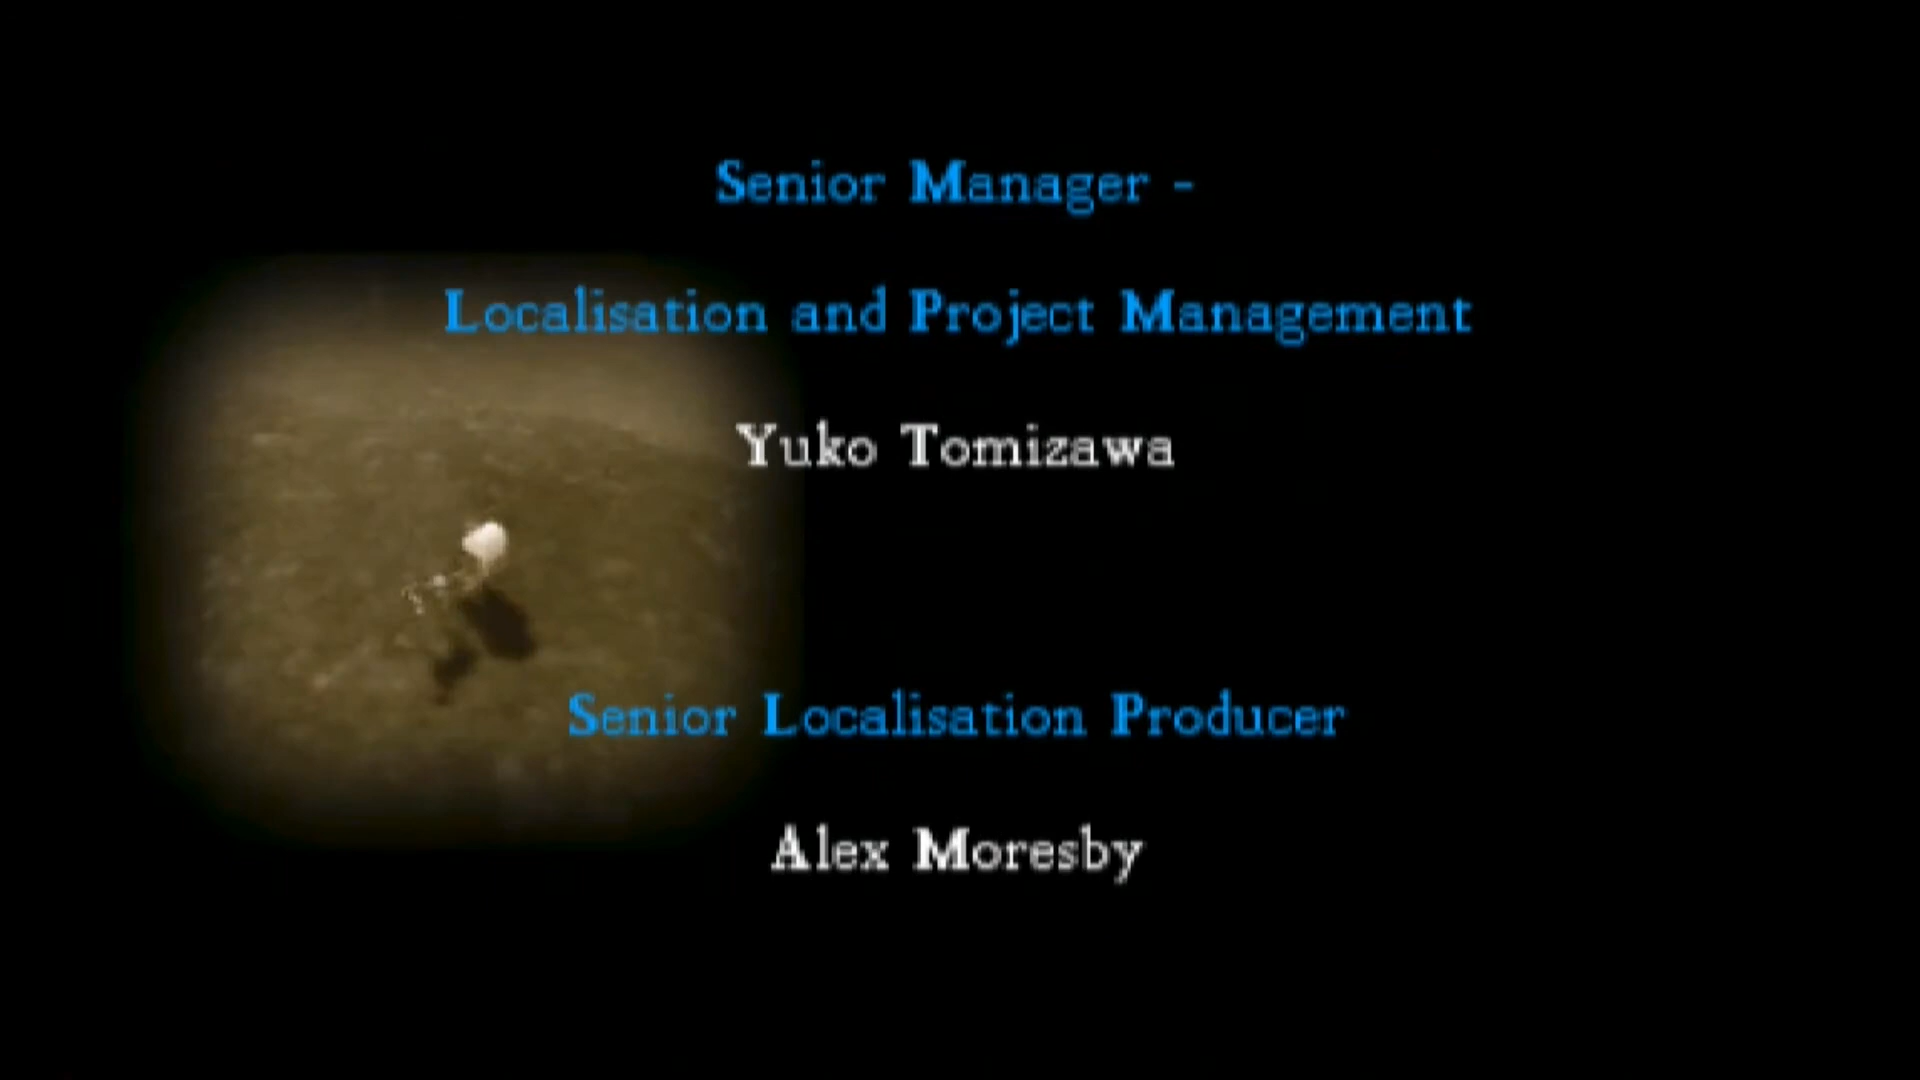 Senior Manager -
Localisation and Project Management
Yuko Tomizawa
Senior Localisation Producer
Alex Moresby